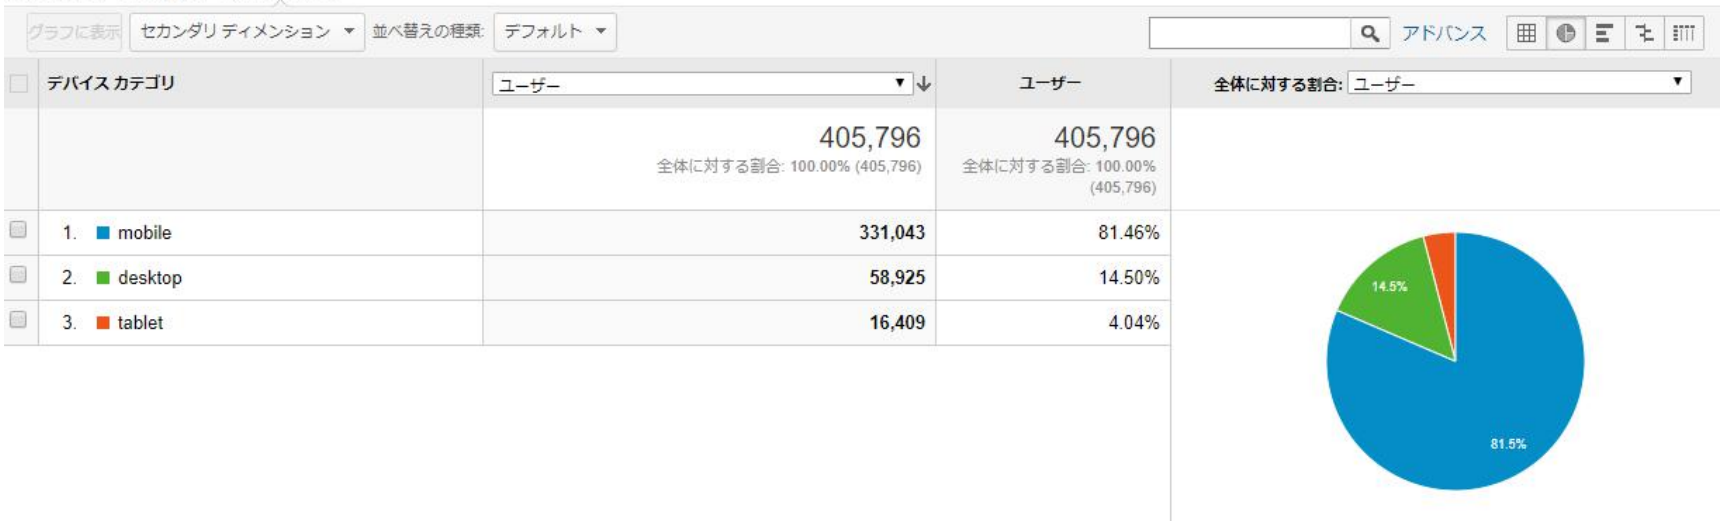 グラフに表示 セカンダリ ディメンション 並べ替えの種類: デフォルト アドバンス
デバイス カテゴリ ユーザー ユーザー 全体に対する割合: ユーザー
405,796 405,796
全体に対する割合: 100.00% (405,796) 全体に対する割合: 100.00%
(405,796)
1. mobile 331,043 81.46%
2. desktop 58,925 14.50%
3. tablet 16,409 4.04%
14.5%
81.5%